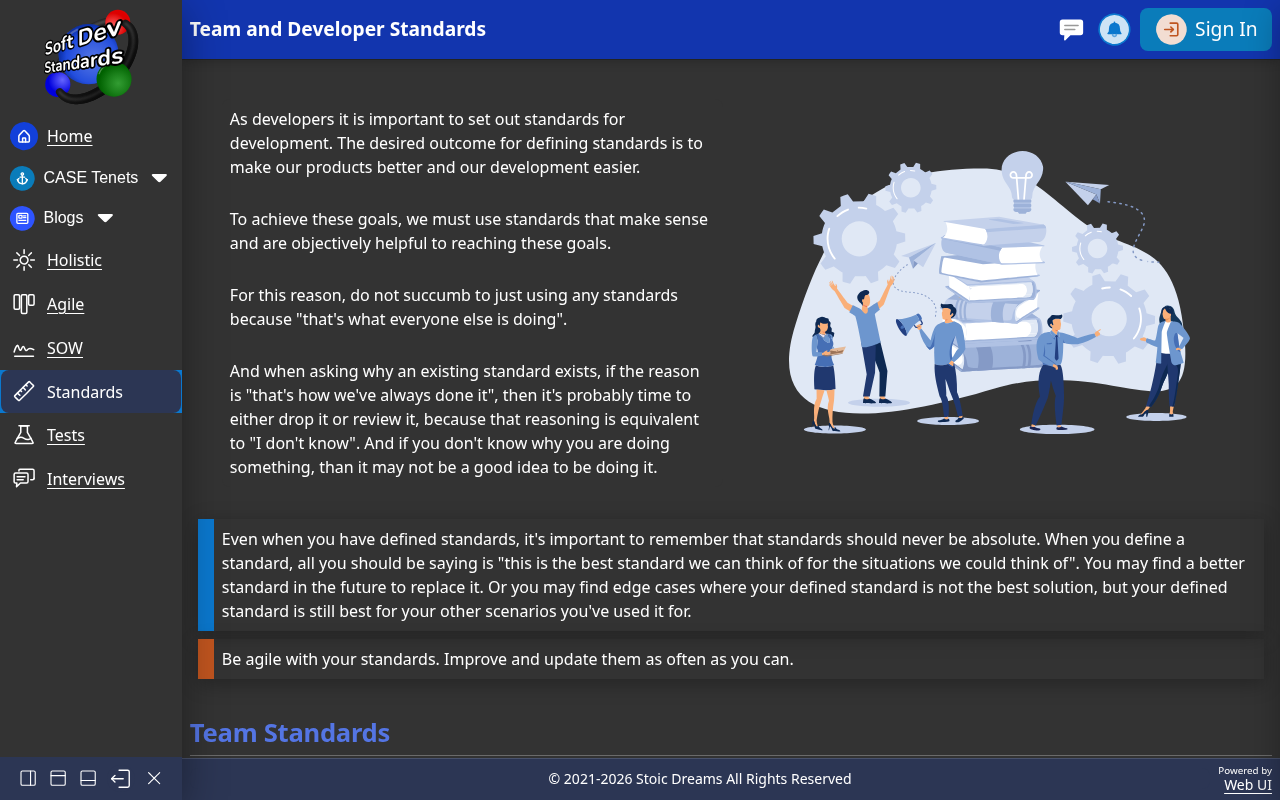 Soft Dev
Standards
Home
CASE Tenets
Blogs
Holistic
Agile
SOW
Standards
Tests
Interviews
Team and Developer Standards
Sign In
As developers it is important to set out standards for
development. The desired outcome for defining standards is to
make our products better and our development easier.
To achieve these goals, we must use standards that make sense
and are objectively helpful to reaching these goals.
For this reason, do not succumb to just using any standards
because "that's what everyone else is doing".
And when asking why an existing standard exists, if the reason
is "that's how we've always done it", then it's probably time to
either drop it or review it, because that reasoning is equivalent
to "I don't know". And if you don't know why you are doing
something, than it may not be a good idea to be doing it.
Even when you have defined standards, it's important to remember that standards should never be absolute. When you define a
standard, all you should be saying is "this is the best standard we can think of for the situations we could think of". You may find a better
standard in the future to replace it. Or you may find edge cases where your defined standard is not the best solution, but your defined
standard is still best for your other scenarios you've used it for.
Be agile with your standards. Improve and update them as often as you can.
Team Standards
© 2021-2026 Stoic Dreams All Rights Reserved
Powered by
Web UI